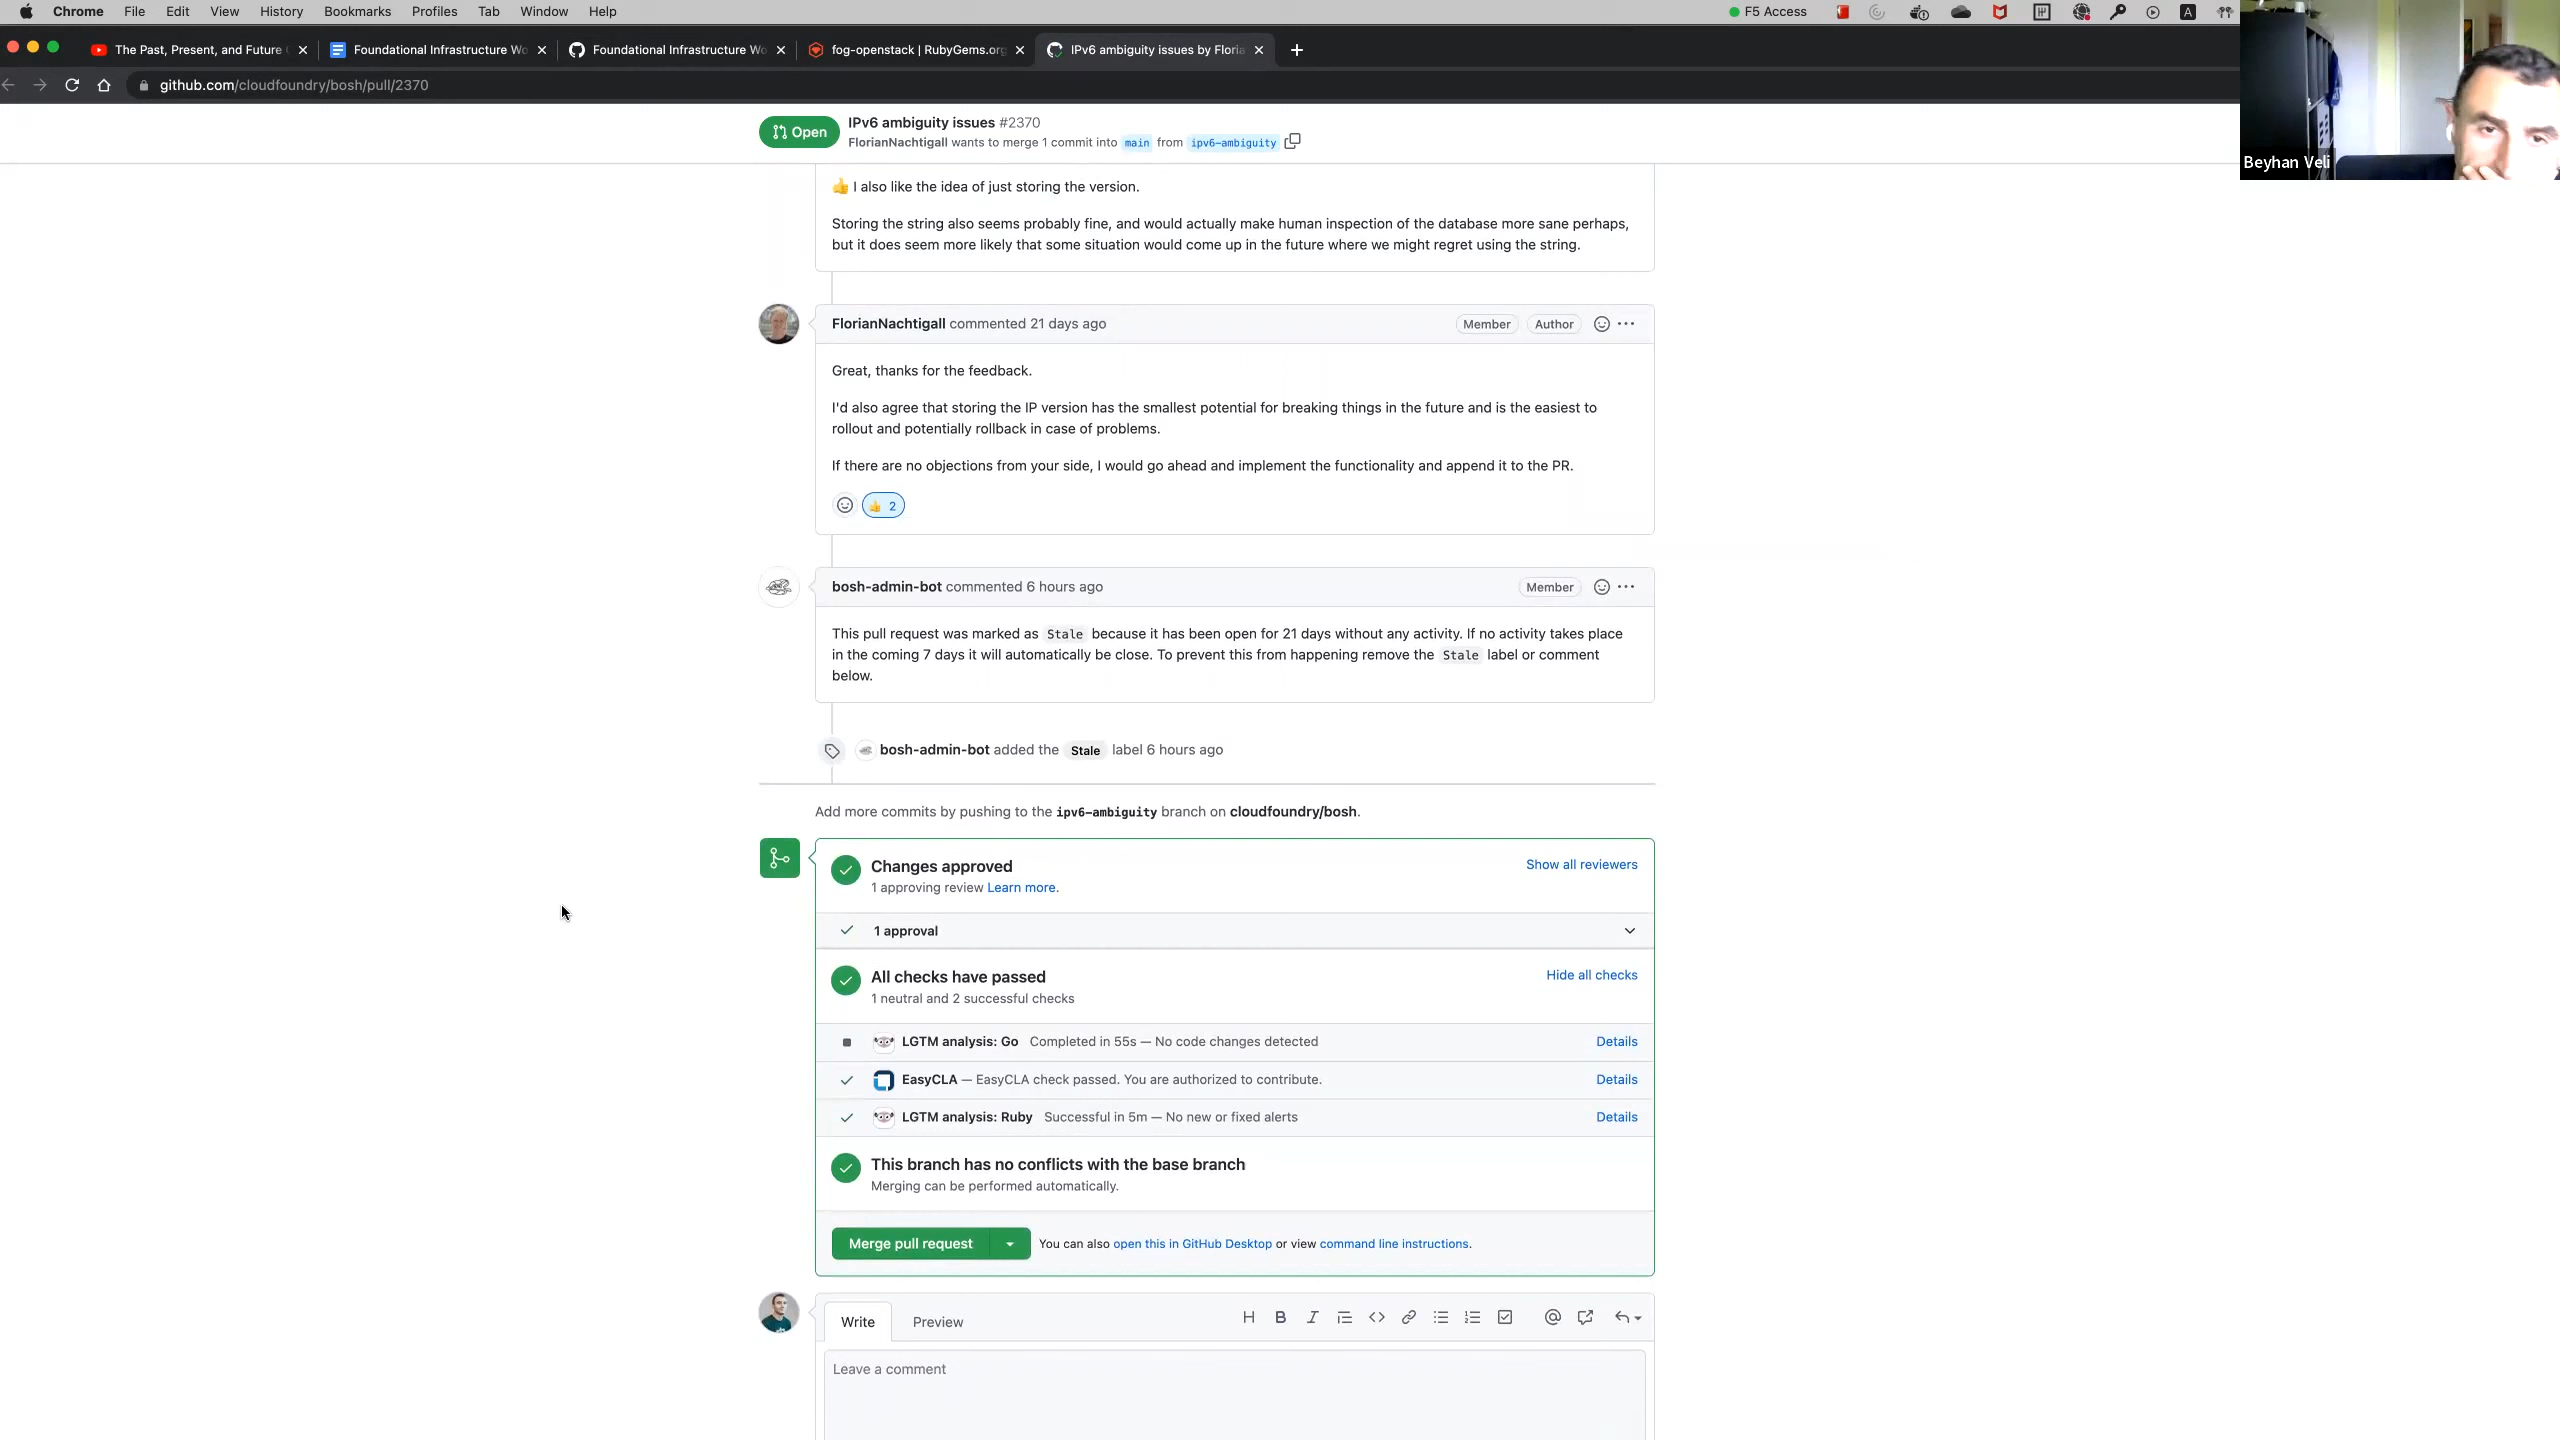 Chrome File Edit View History Bookmarks Profiles Tab Window Help F5 Access
The Past, Present, and Future
Foundational Infrastructure Wo
Foundational Infrastructure Wo
fog-openstack | RubyGems.org
IPv6 ambiguity issues by Floria
github.com/cloudfoundry/bosh/pull/2370
Beyhan Veli
Open
IPv6 ambiguity issues #2370
FlorianNachtigall wants to merge 1 commit into main from ipv6-ambiguity
👍 I also like the idea of just storing the version.
Storing the string also seems probably fine, and would actually make human inspection of the database more sane perhaps,
but it does seem more likely that some situation would come up in the future where we might regret using the string.
FlorianNachtigall commented 21 days ago Member Author
Great, thanks for the feedback.
I'd also agree that storing the IP version has the smallest potential for breaking things in the future and is the easiest to
rollout and potentially rollback in case of problems.
If there are no objections from your side, I would go ahead and implement the functionality and append it to the PR.
👍 2
bosh-admin-bot commented 6 hours ago Member
This pull request was marked as Stale because it has been open for 21 days without any activity. If no activity takes place
in the coming 7 days it will automatically be close. To prevent this from happening remove the Stale label or comment
below.
bosh-admin-bot added the Stale label 6 hours ago
Add more commits by pushing to the ipv6-ambiguity branch on cloudfoundry/bosh.
Changes approved Show all reviewers
1 approving review Learn more.
1 approval
All checks have passed Hide all checks
1 neutral and 2 successful checks
LGTM analysis: Go Completed in 55s — No code changes detected Details
EasyCLA — EasyCLA check passed. You are authorized to contribute. Details
LGTM analysis: Ruby Successful in 5m — No new or fixed alerts Details
This branch has no conflicts with the base branch
Merging can be performed automatically.
Merge pull request You can also open this in GitHub Desktop or view command line instructions.
Write Preview
Leave a comment